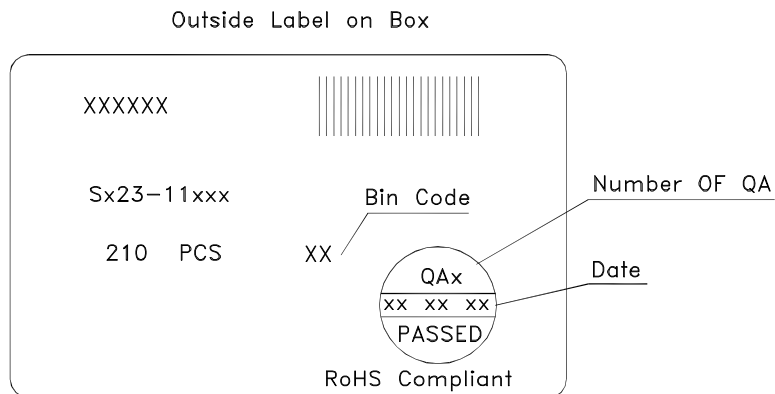 Outside Label on Box
XXXXXX
Sx23-11xxx
Bin Code
Number OF QA
210 PCS
XX
QAx
Date
xx xx xx
PASSED
RoHS Compliant